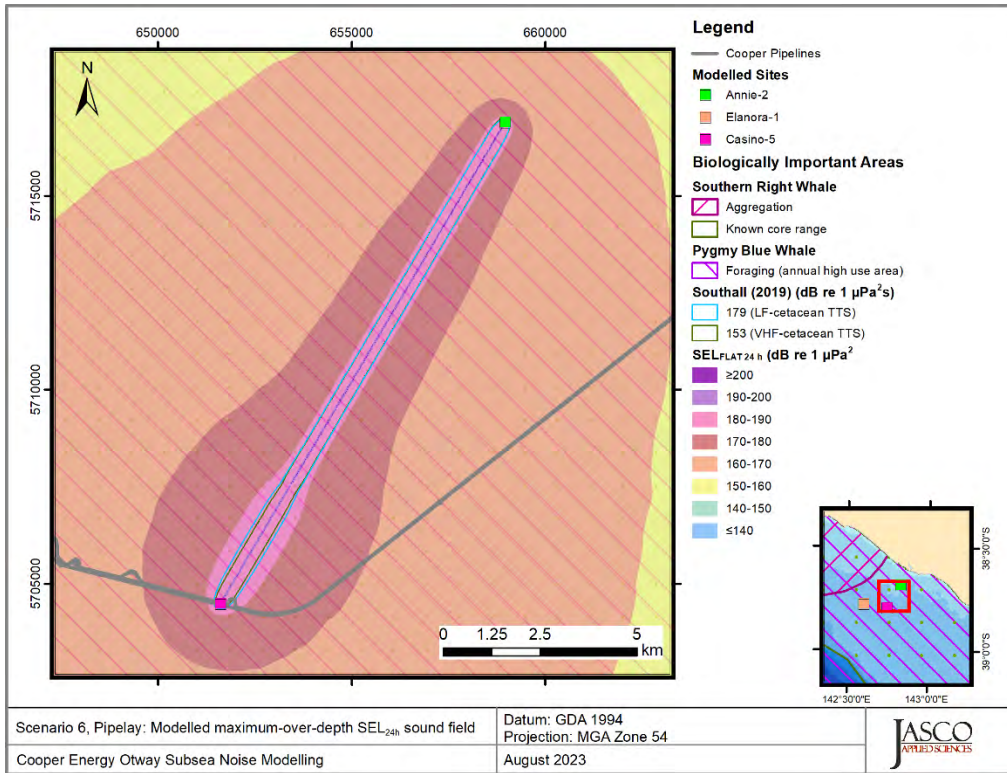 650000 655000 660000
N
5715000
5710000
5705000
0 1.25 2.5 5
km
Legend
Cooper Pipelines
Modelled Sites
Annie-2
Elanora-1
Casino-5
Biologically Important Areas
Southern Right Whale
Aggregation
Known core range
Pygmy Blue Whale
Foraging (annual high use area)
Southall (2019) (dB re 1 µPa²s)
179 (LF-cetacean TTS)
153 (VHF-cetacean TTS)
SELFLAT 24 h (dB re 1 µPa²
≥200
190-200
180-190
170-180
160-170
150-160
140-150
≤140
38°30'0"S
39°0'0"S
142°30'0"E 143°0'0"E
Scenario 6, Pipelay: Modelled maximum-over-depth SEL24h sound field
Cooper Energy Otway Subsea Noise Modelling
Datum: GDA 1994
Projection: MGA Zone 54
August 2023
JASCO
APPLIED SCIENCES